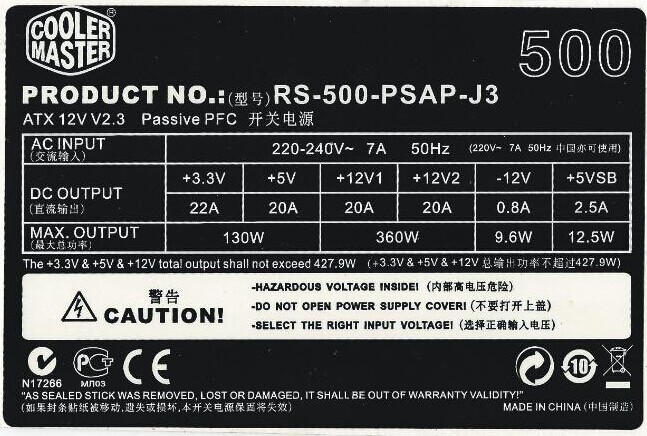 COOLER
MASTER
500
PRODUCT NO.:(型号) RS-500-PSAP-J3
ATX 12V V2.3 Passive PFC 开关电源
AC INPUT 220-240V~ 7A 50Hz (220V~ 7A 50Hz 中国亦可使用)
(交流输入)
+3.3V +5V +12V1 +12V2 -12V +5VSB
DC OUTPUT
(直流输出) 22A 20A 20A 20A 0.8A 2.5A
MAX. OUTPUT 130W 360W 9.6W 12.5W
(最大总功率)
The +3.3V & +5V & +12V total output shall not exceed 427.9W (+3.3V & +5V & +12V 总输出功率不超过427.9W)
警告
CAUTION!
-HAZARDOUS VOLTAGE INSIDE! (内部高电压危险)
-DO NOT OPEN POWER SUPPLY COVER! (不要打开上盖)
-SELECT THE RIGHT INPUT VOLTAGE! (选择正确输入电压)
PCT CE 10
N17266 МЛ03
"AS SEALED STICK WAS REMOVED, LOST OR DAMAGED, IT SHALL BE OUT OF WARRANTY VALIDITY!"
(如果封条贴纸被移动,遗失或损坏,本开关电源保固将失效) MADE IN CHINA (中国制造)